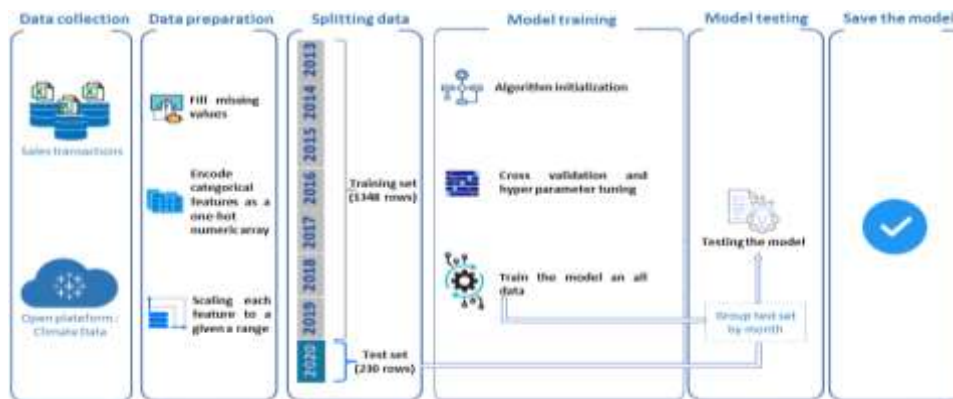 Data collection
Data preparation
Splitting data
Model training
Model testing
Save the model
Sales transactions
Open plateform :
Climate Data
Fill missing
values
Encode
categorical
features as a
one-hot
numeric array
Scaling each
feature to a
given a range
2013
2014
2015
2016
2017
2018
2019
2020
Training set
(1348 rows)
Test set
(230 rows)
Algorithm initialization
Cross validation and
hyper parameter tuning
Train the model on all
data
Testing the model
Group test set
by month